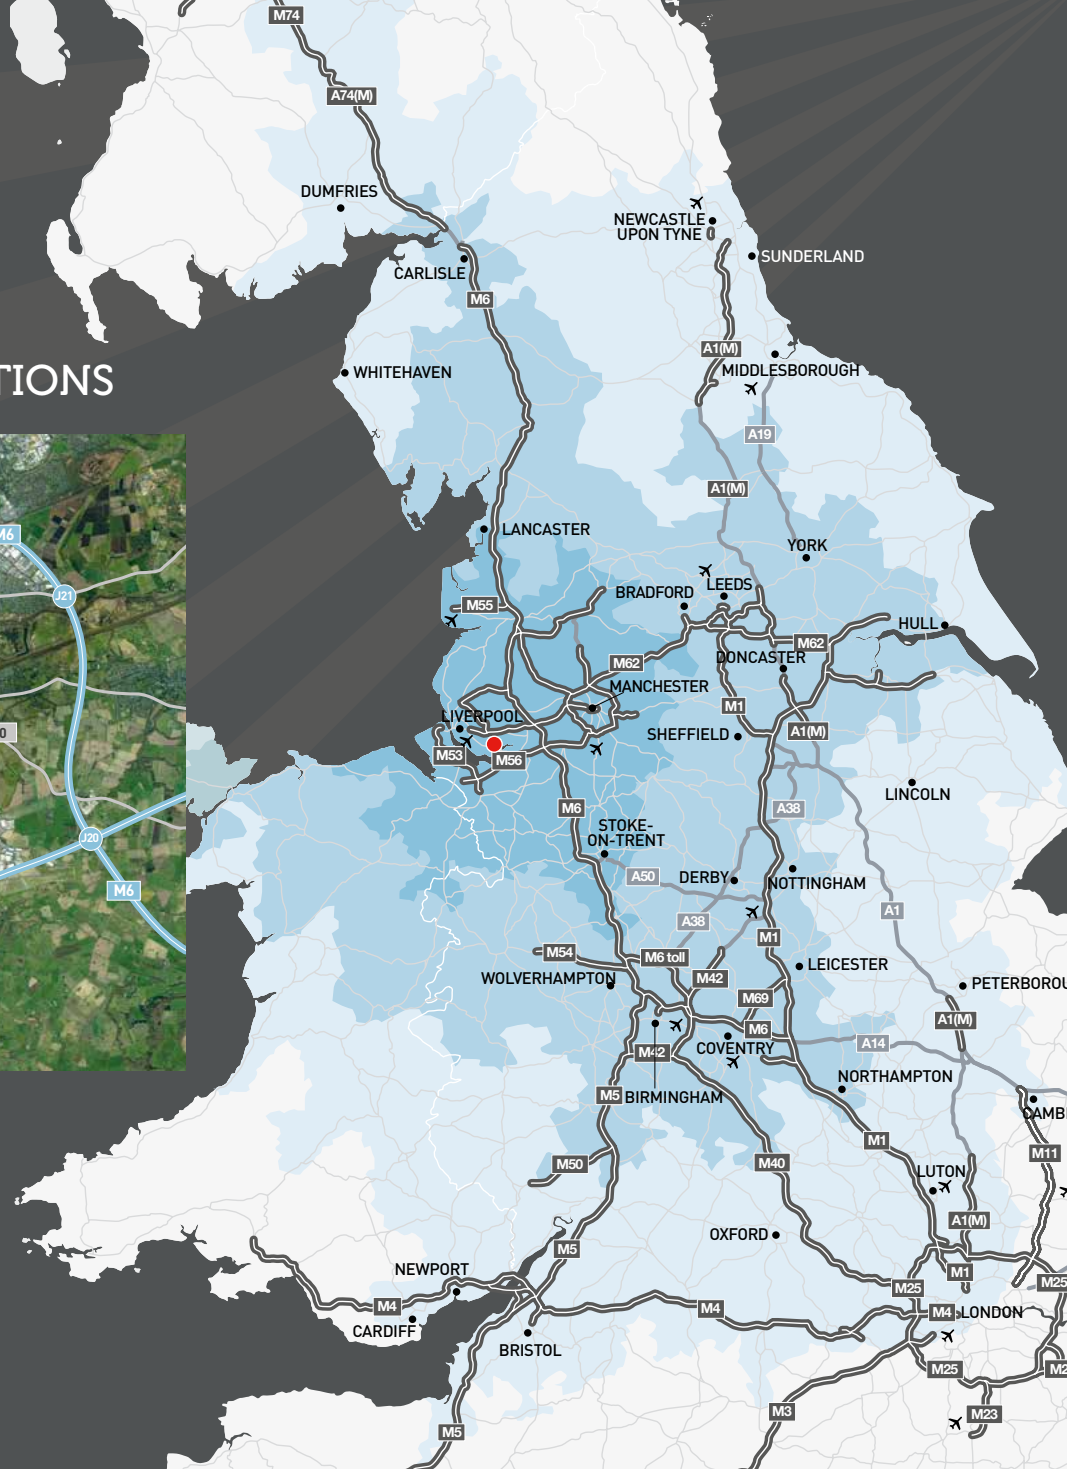 M74
A74(M)
DUMFRIES
NEWCASTLE
UPON TYNE
SUNDERLAND
CARLISLE
M6
A1(M)
MIDDLESBOROUGH
WHITEHAVEN
TIONS
A19
A1(M)
LANCASTER
M6
YORK
J21
BRADFORD
LEEDS
M55
HULL
M62
M62
DONCASTER
MANCHESTER
M1
LIVERPOOL
A1(M)
SHEFFIELD
0
M53
M56
LINCOLN
M6
A38
STOKE-
ON-TRENT
J20
A50
DERBY
NOTTINGHAM
M6
A1
A38
M1
M54
M6 toll
LEICESTER
WOLVERHAMPTON
M42
PETERBOROU
M69
A1(M)
M6
A14
COVENTRY
M42
NORTHAMPTON
M5
BIRMINGHAM
CAMB
M1
M11
M50
M40
LUTON
A1(M)
OXFORD
M5
NEWPORT
M1
M25
M25
M4
M4
M4
LONDON
CARDIFF
BRISTOL
M25
M2
M3
M23
M5